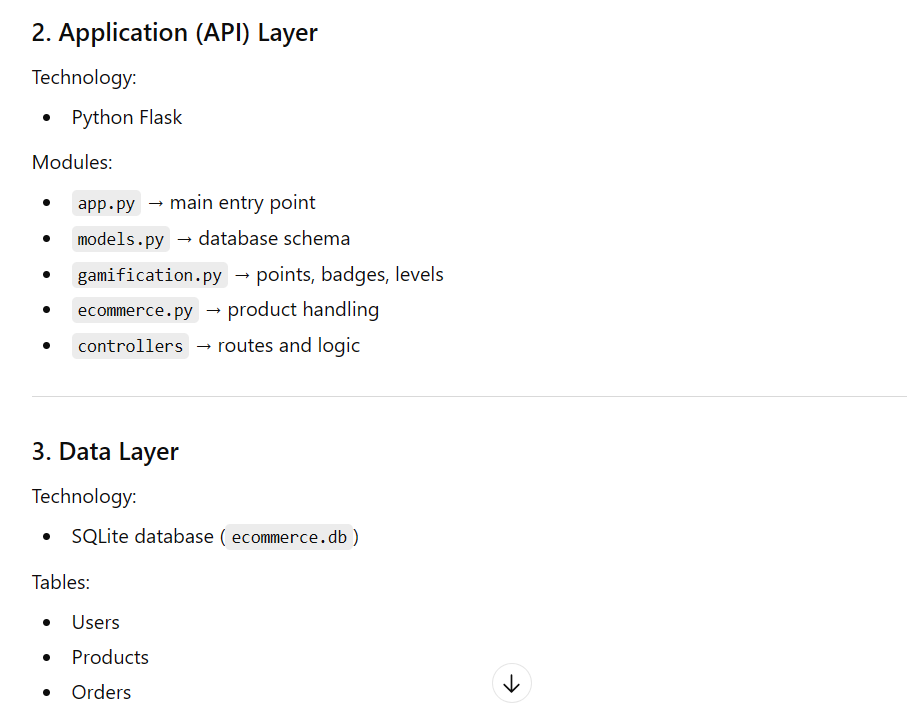 2. Application (API) Layer
Technology:
• Python Flask
Modules:
• app.py → main entry point
• models.py → database schema
• gamification.py → points, badges, levels
• ecommerce.py → product handling
• controllers → routes and logic
3. Data Layer
Technology:
• SQLite database (ecommerce.db)
Tables:
• Users
• Products
• Orders